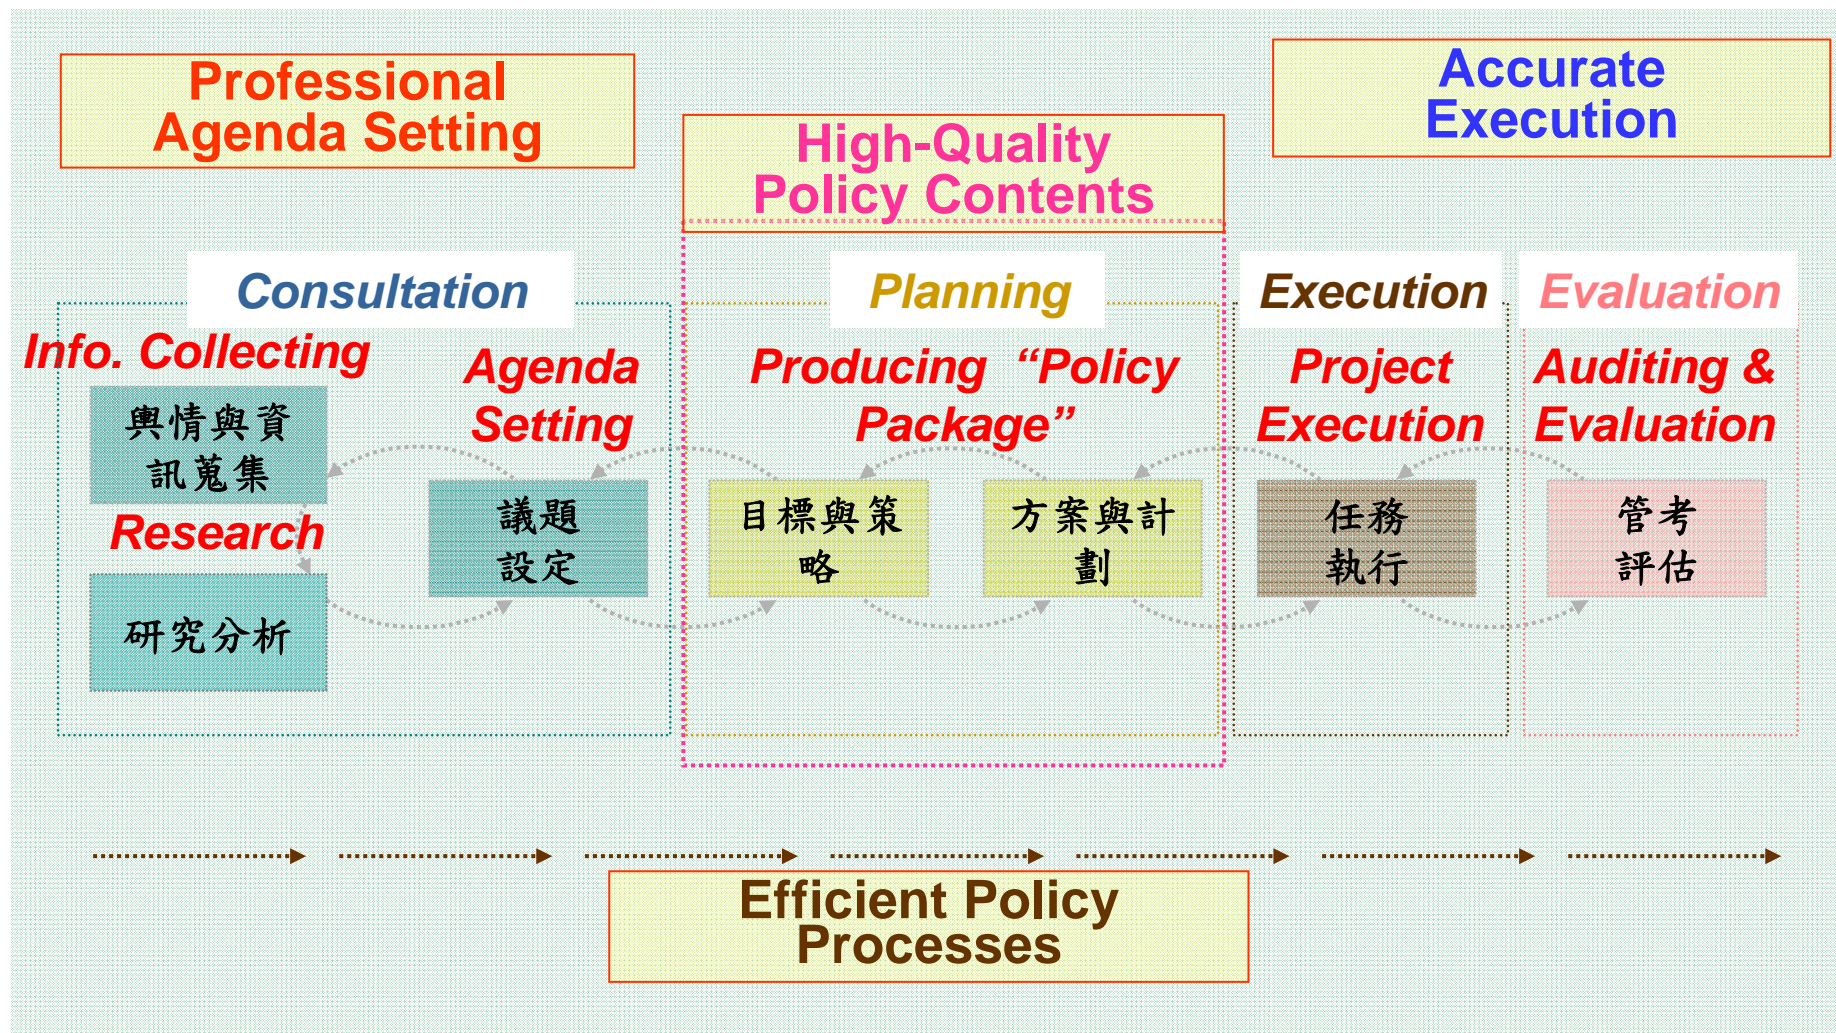 Professional
Agenda Setting
High-Quality
Policy Contents
Accurate
Execution
Consultation
Planning
Execution
Evaluation
Info. Collecting
輿情與資
訊蒐集
Research
研究分析
Agenda
Setting
議題
設定
Producing “Policy
Package”
目標與策
略
方案與計
劃
Project
Execution
任務
執行
Auditing &
Evaluation
管考
評估
Efficient Policy
Processes